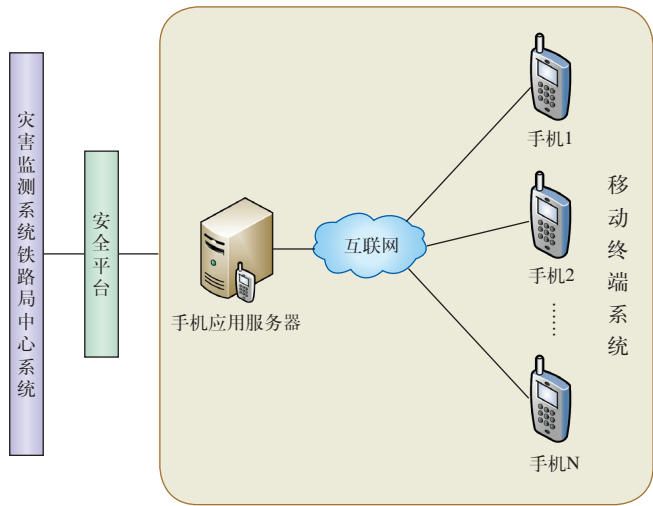 灾害监测系统铁路局中心系统
安全平台
手机应用服务器
互联网
手机1
手机2
……
手机N
移动终端系统